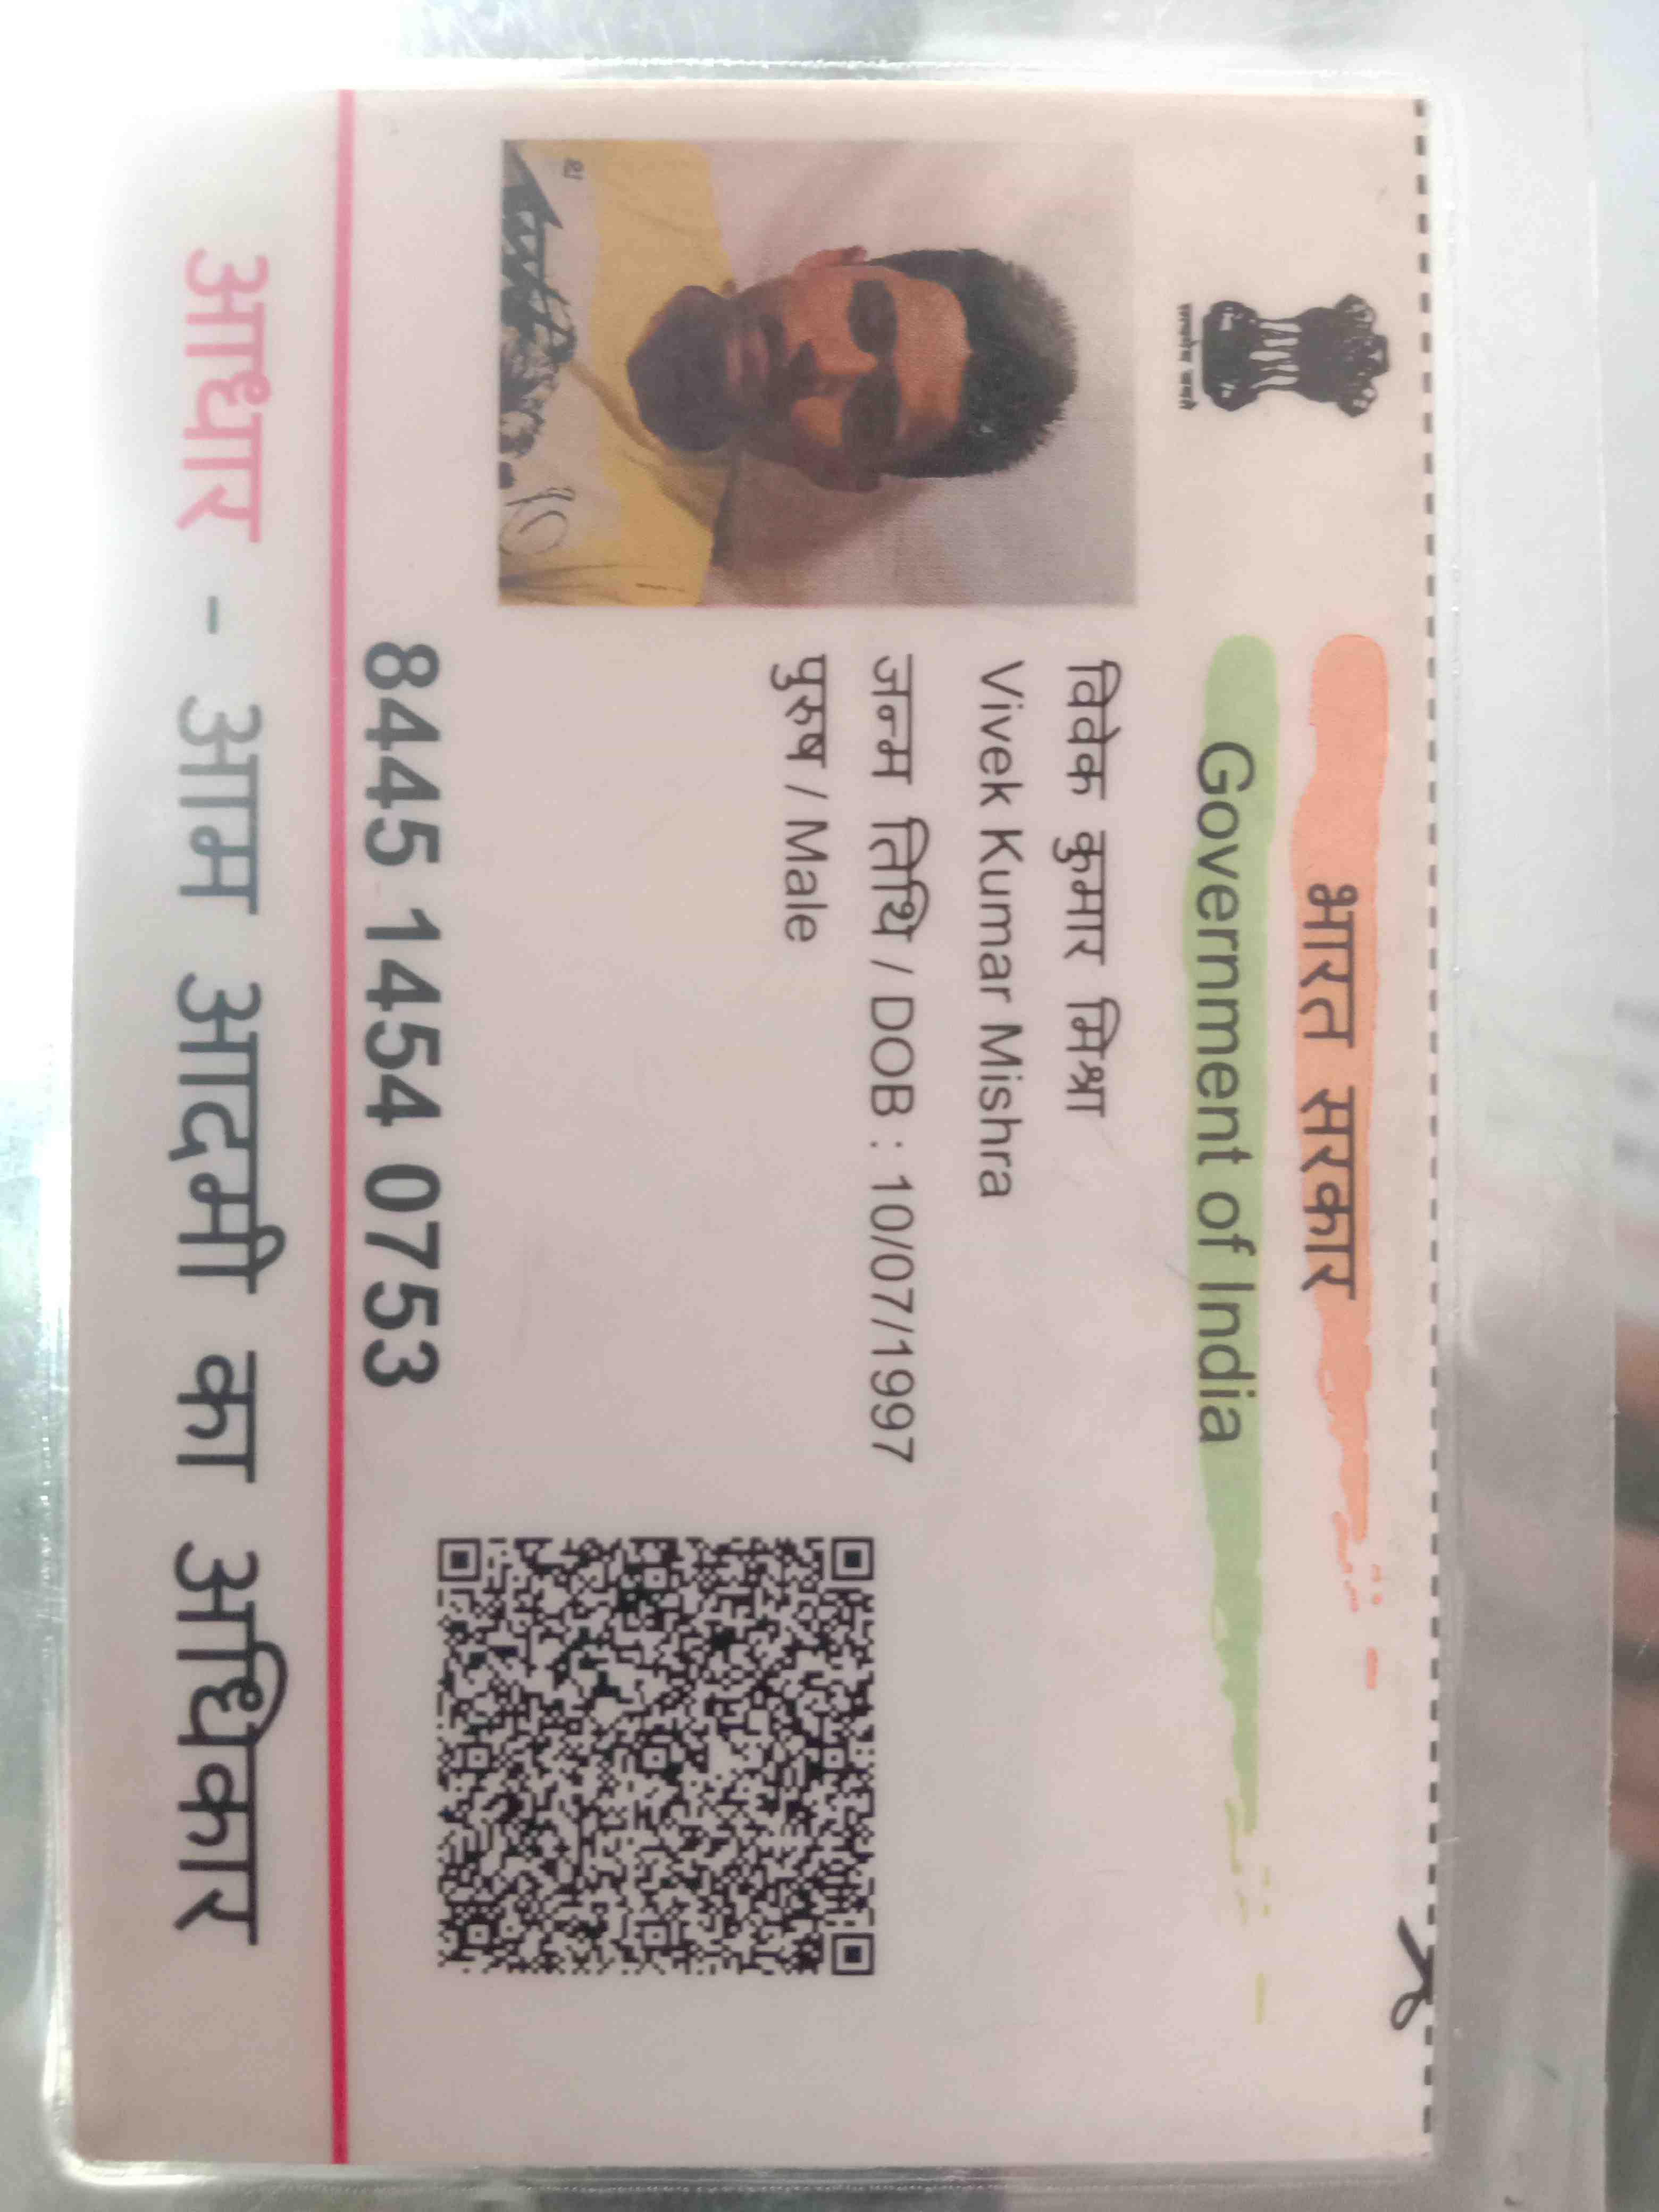 भारत सरकार
Government of India
सत्यमेव जयते
विवेक कुमार मिश्रा
Vivek Kumar Mishra
जन्म तिथि / DOB : 10/07/1997
पुरुष / Male
8445 1454 0753
आधार - आम आदमी का अधिकार